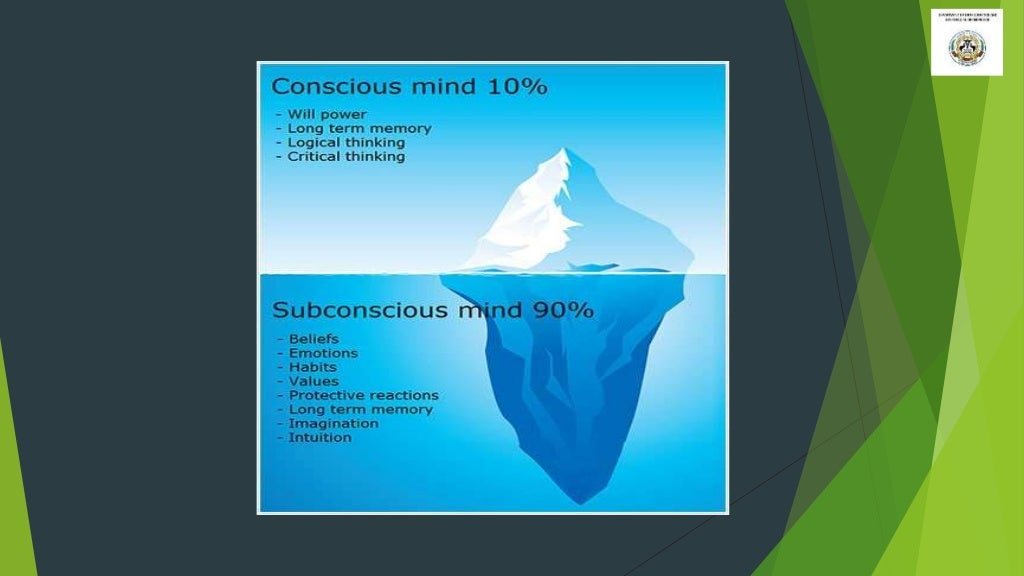 Conscious mind 10%
- Will power
- Long term memory
- Logical thinking
- Critical thinking
Subconscious mind 90%
- Beliefs
- Emotions
- Habits
- Values
- Protective reactions
- Long term memory
- Imagination
- Intuition